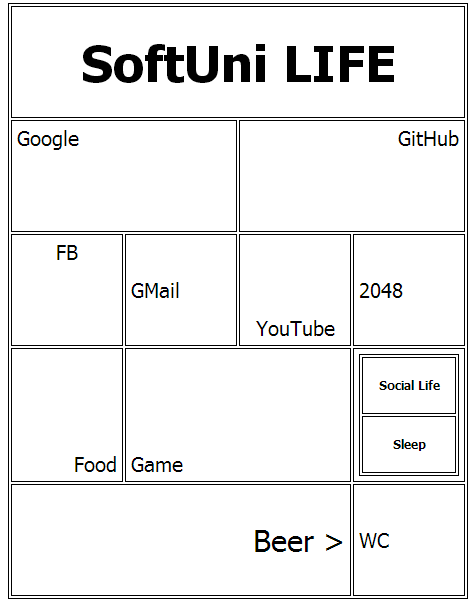 SoftUni LIFE
Google
GitHub
FB
GMail
YouTube
2048
Food
Game
Social Life
Sleep
Beer >
WC